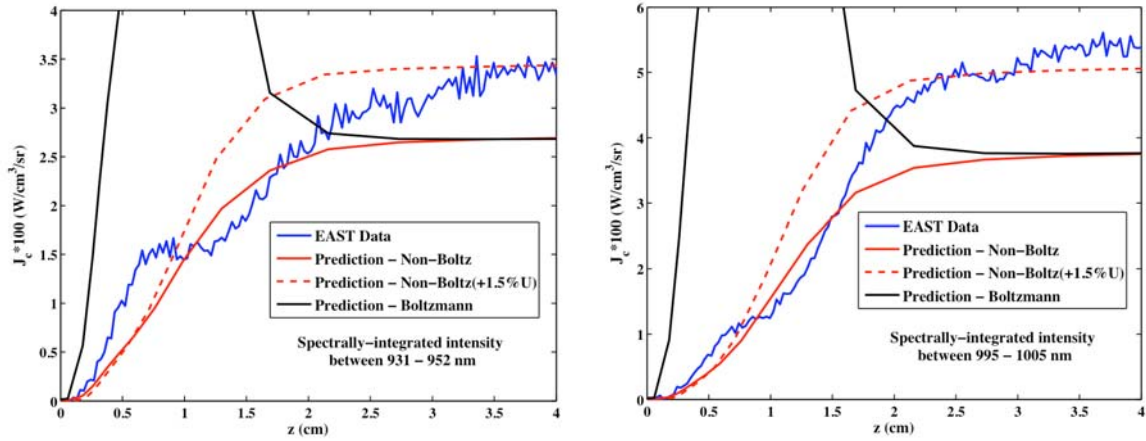 4
3.5
3
2.5
2
1.5
1
0.5
0
J_c*100 (W/cm^3/sr)
EAST Data
Prediction − Non−Boltz
Prediction − Non−Boltz(+1.5%U)
Prediction − Boltzmann
Spectrally−integrated intensity
between 931 − 952 nm
0 0.5 1 1.5 2 2.5 3 3.5 4
z (cm)
6
5
4
3
2
1
0
J_c*100 (W/cm^3/sr)
EAST Data
Prediction − Non−Boltz
Prediction − Non−Boltz(+1.5%U)
Prediction − Boltzmann
Spectrally−integrated intensity
between 995 − 1005 nm
0 0.5 1 1.5 2 2.5 3 3.5 4
z (cm)